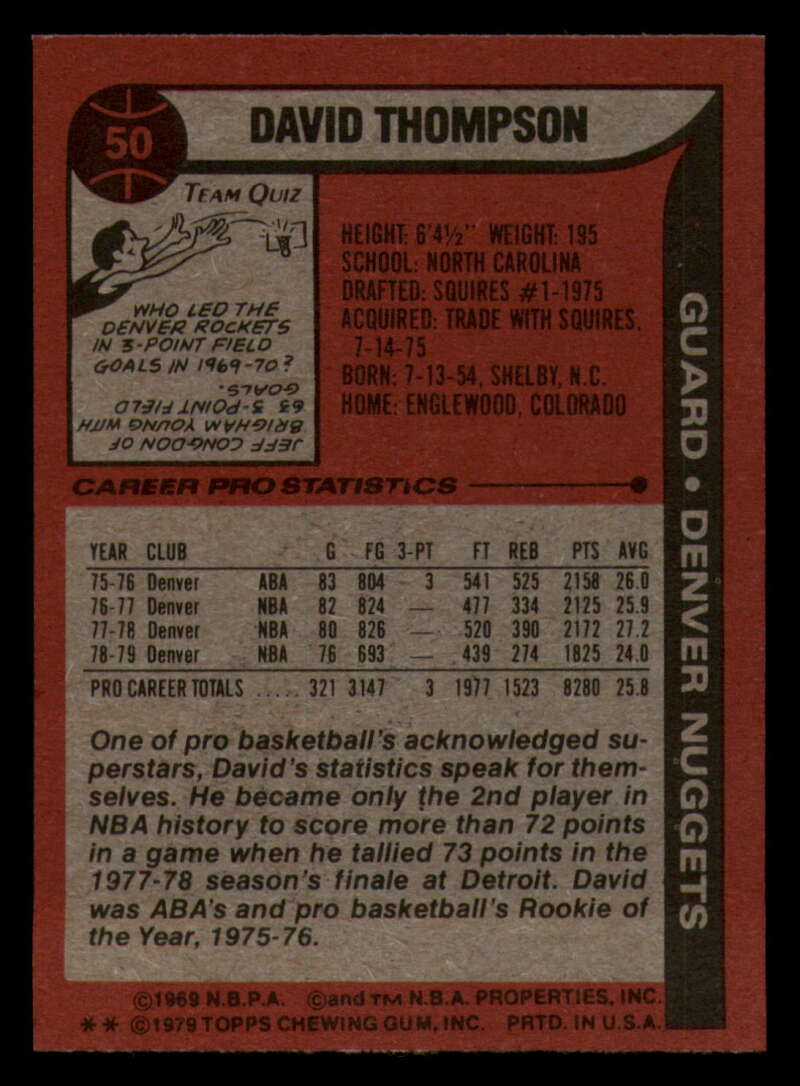 50
DAVID THOMPSON
TEAM QUIZ
WHO LED THE
DENVER ROCKETS
IN 3-POINT FIELD
GOALS IN 1969-70?
JEFF CONGDON OF
BRIGHAM YOUNG WITH
63 3-POINT FIELD
GOALS.
HEIGHT: 6'4½" WEIGHT: 195
SCHOOL: NORTH CAROLINA
DRAFTED: SQUIRES #1-1975
ACQUIRED: TRADE WITH SQUIRES,
7-14-75
BORN: 7-13-54, SHELBY, N.C.
HOME: ENGLEWOOD, COLORADO
GUARD • DENVER NUGGETS
CAREER PRO STATISTICS
YEAR CLUB G FG 3-PT FT REB PTS AVG
75-76 Denver ABA 83 804 3 541 525 2158 26.0
76-77 Denver NBA 82 824 — 477 334 2125 25.9
77-78 Denver NBA 80 826 — 520 390 2172 27.2
78-79 Denver NBA 76 693 — 439 274 1825 24.0
PRO CAREER TOTALS ..... 321 3147 3 1977 1523 8280 25.8
One of pro basketball's acknowledged su-
perstars, David's statistics speak for them-
selves. He became only the 2nd player in
NBA history to score more than 72 points
in a game when he tallied 73 points in the
1977-78 season's finale at Detroit. David
was ABA's and pro basketball's Rookie of
the Year, 1975-76.
©1969 N.B.P.A. ©and TM N.B.A. PROPERTIES, INC.
** ©1979 TOPPS CHEWING GUM, INC. PRTD. IN U.S.A.